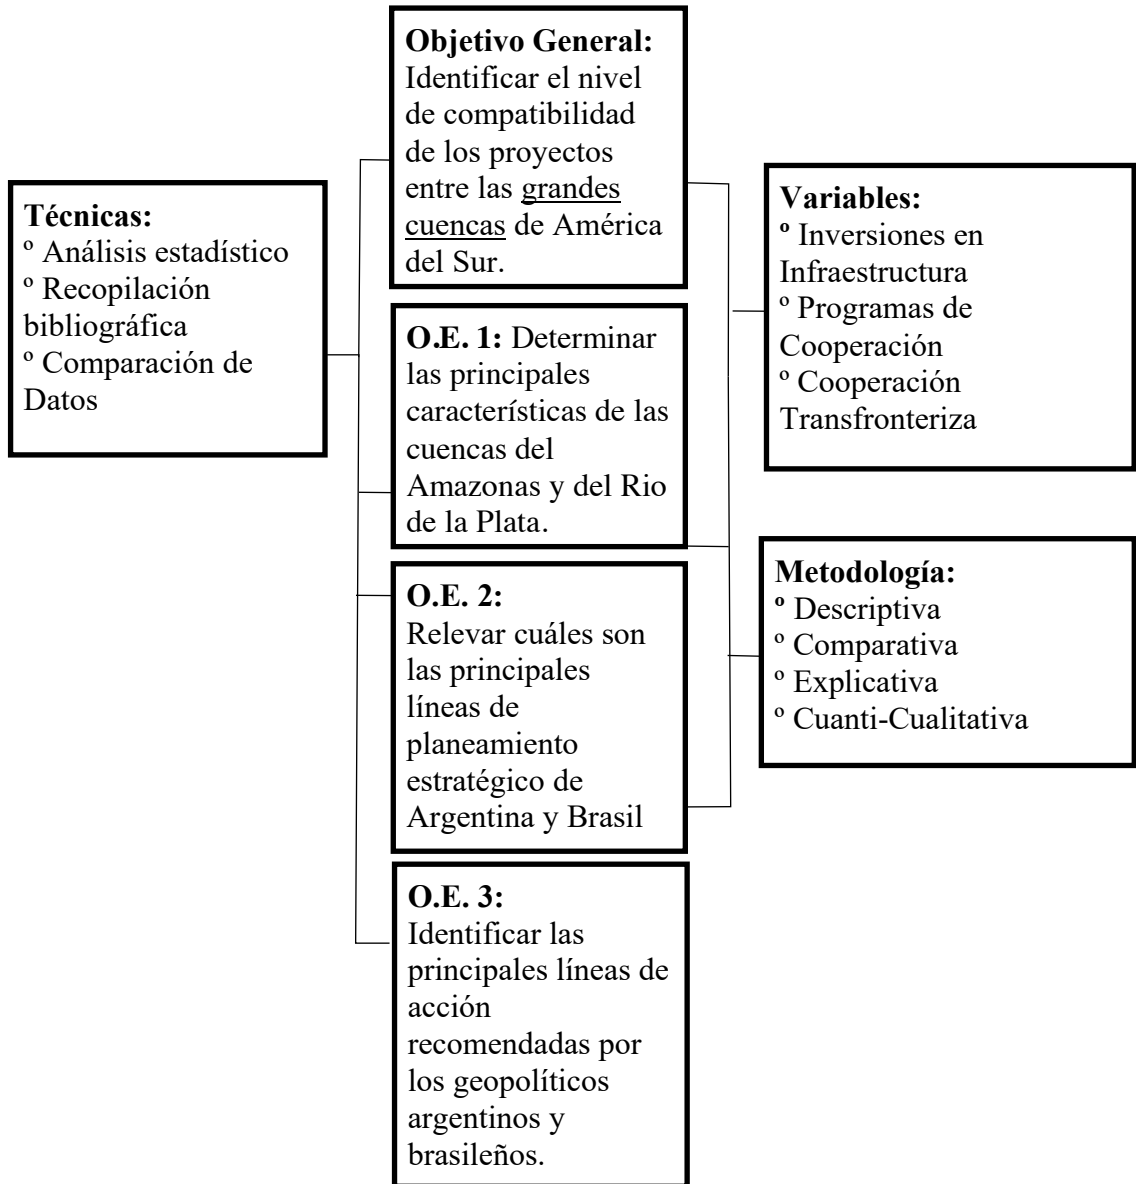 Objetivo General:
Identificar el nivel
de compatibilidad
de los proyectos
entre las grandes
cuencas de América
del Sur.
Técnicas:
º Análisis estadístico
º Recopilación
bibliográfica
º Comparación de
Datos
O.E. 1: Determinar
las principales
características de las
cuencas del
Amazonas y del Rio
de la Plata.
O.E. 2:
Relevar cuáles son
las principales
líneas de
planeamiento
estratégico de
Argentina y Brasil
O.E. 3:
Identificar las
principales líneas de
acción
recomendadas por
los geopolíticos
argentinos y
brasileños.
Variables:
º Inversiones en
Infraestructura
º Programas de
Cooperación
º Cooperación
Transfronteriza
Metodología:
º Descriptiva
º Comparativa
º Explicativa
º Cuanti-Cualitativa